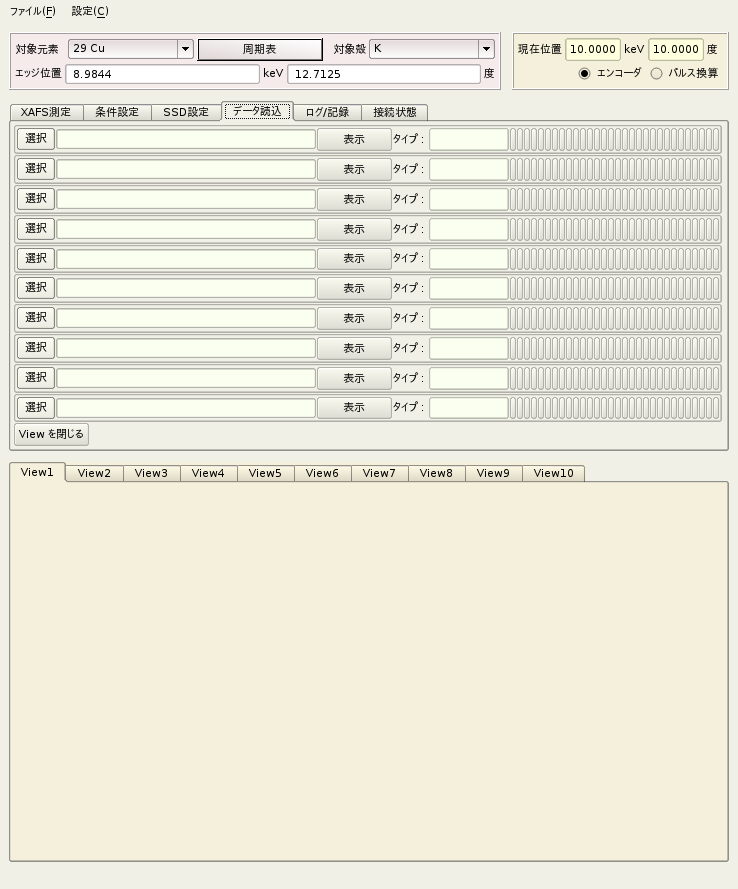 ファイル(F) 設定(C)
対象元素 29 Cu 周期表 対象殻 K
エッジ位置 8.9844 keV 12.7125 度
現在位置 10.0000 keV 10.0000 度
エンコーダ パルス換算
XAFS測定 条件設定 SSD設定 データ読込 ログ/記録 接続状態
選択 表示 タイプ :
選択 表示 タイプ :
選択 表示 タイプ :
選択 表示 タイプ :
選択 表示 タイプ :
選択 表示 タイプ :
選択 表示 タイプ :
選択 表示 タイプ :
選択 表示 タイプ :
選択 表示 タイプ :
View を閉じる
View1 View2 View3 View4 View5 View6 View7 View8 View9 View10